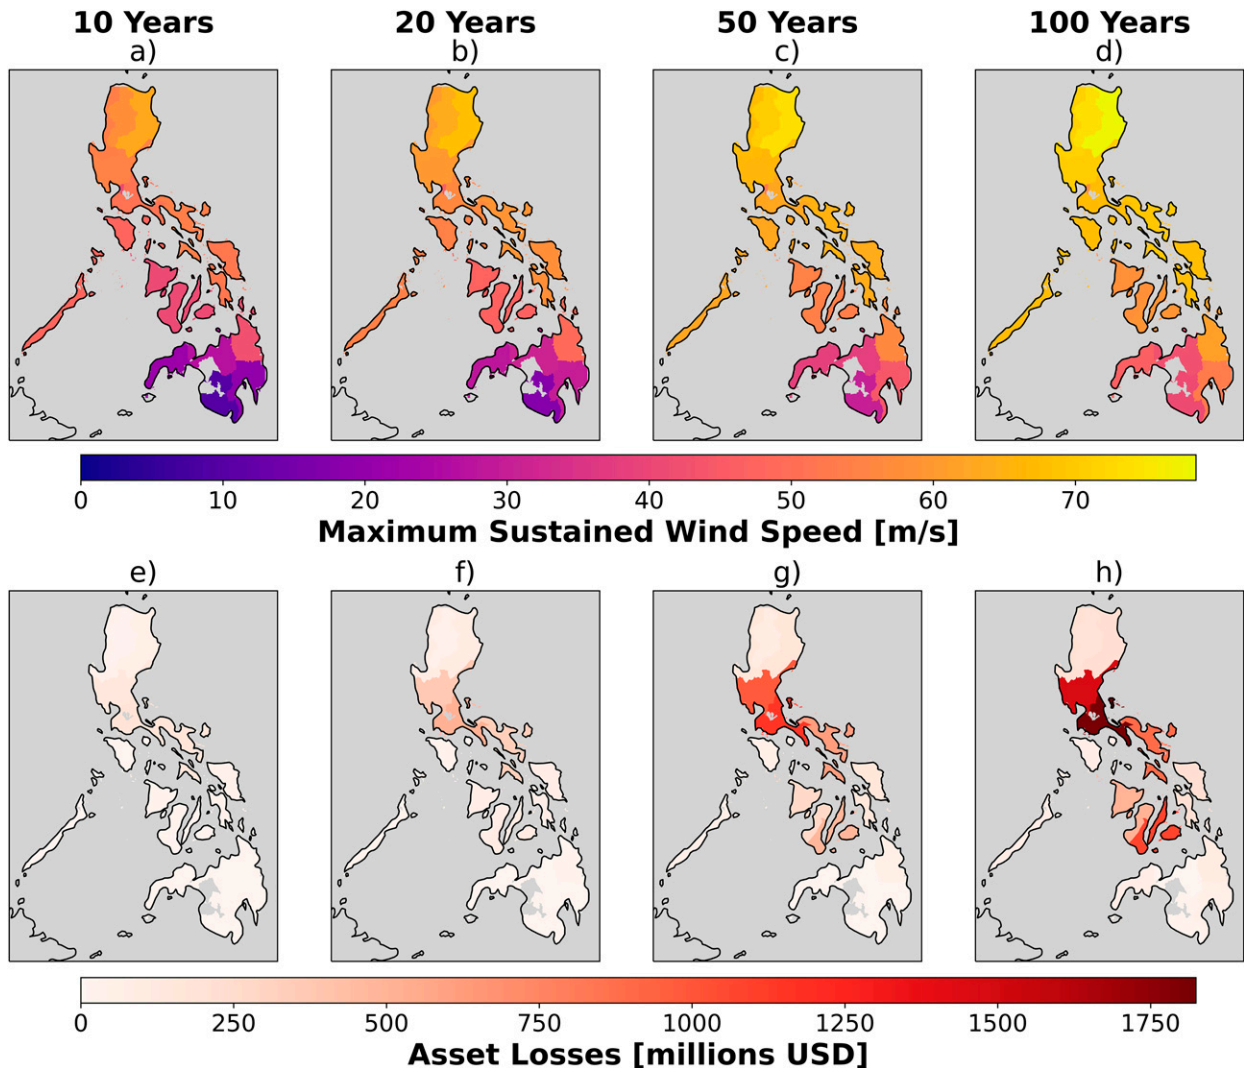 10 Years 20 Years 50 Years 100 Years
a) b) c) d)
0 10 20 30 40 50 60 70
Maximum Sustained Wind Speed [m/s]
e) f) g) h)
0 250 500 750 1000 1250 1500 1750
Asset Losses [millions USD]